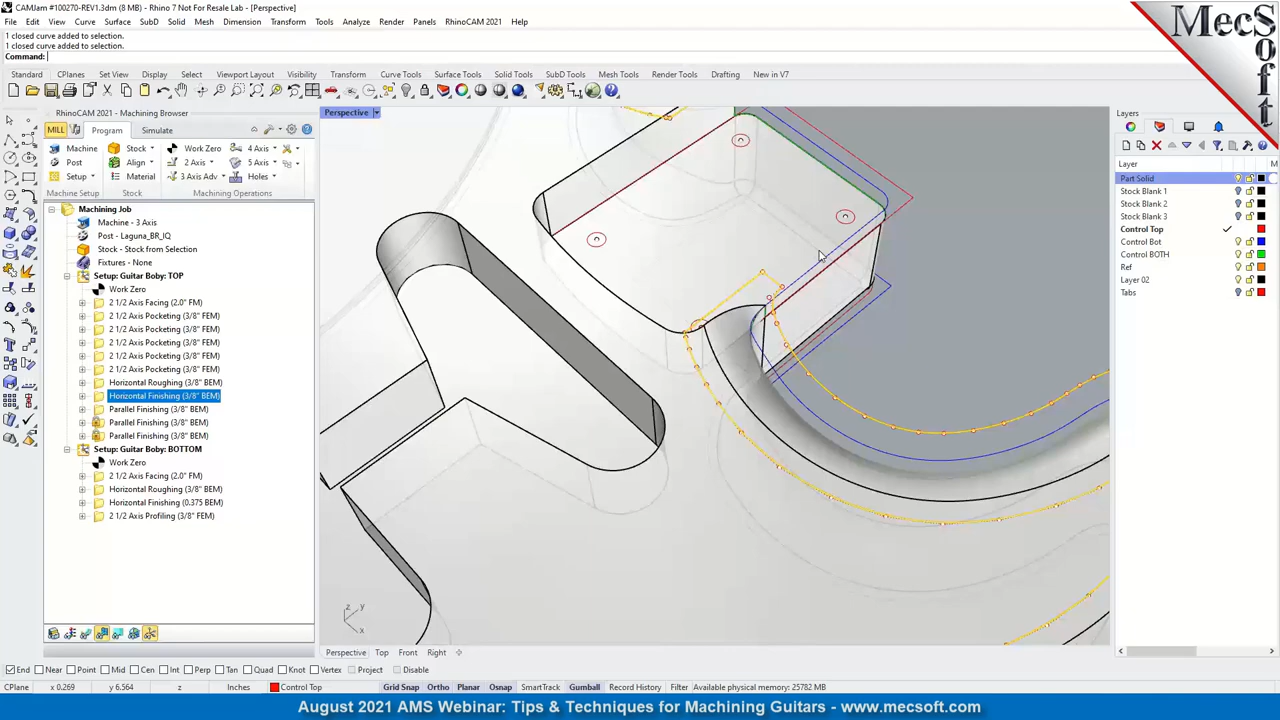 CAMJam #100270-REV1.3dm (8 MB) - Rhino 7 Not For Resale Lab - [Perspective]
File Edit View Curve Surface SubD Solid Mesh Dimension Transform Tools Analyze Render Panels RhinoCAM 2021 Help
1 closed curve added to selection.
1 closed curve added to selection.
Command:
Standard CPlanes Set View Display Select Viewport Layout Visibility Transform Curve Tools Surface Tools Solid Tools SubD Tools Mesh Tools Render Tools Drafting New in V7
MecSoft
RhinoCAM 2021 - Machining Browser
MILL Program Simulate
Machine Stock Work Zero 4 Axis
Post Align 2 Axis 5 Axis
Setup Material 3 Axis Adv Holes
Machine Setup Stock Machining Operations
Machining Job
Machine - 3 Axis
Post - Laguna_BR_IQ
Stock - Stock from Selection
Fixtures - None
Setup: Guitar Boby: TOP
Work Zero
2 1/2 Axis Facing (2.0" FM)
2 1/2 Axis Pocketing (3/8" FEM)
2 1/2 Axis Pocketing (3/8" FEM)
2 1/2 Axis Pocketing (3/8" FEM)
2 1/2 Axis Pocketing (3/8" FEM)
2 1/2 Axis Pocketing (3/8" FEM)
Horizontal Roughing (3/8" BEM)
Horizontal Finishing (3/8" BEM)
Parallel Finishing (3/8" BEM)
Parallel Finishing (3/8" BEM)
Parallel Finishing (3/8" BEM)
Setup: Guitar Boby: BOTTOM
Work Zero
2 1/2 Axis Facing (2.0" FM)
Horizontal Roughing (3/8" BEM)
Horizontal Finishing (0.375 BEM)
2 1/2 Axis Profiling (3/8" FEM)
Perspective
z y
x
Perspective Top Front Right
Layers
Layer M
Part Solid
Stock Blank 1
Stock Blank 2
Stock Blank 3
Control Top
Control Bot
Control BOTH
Ref
Layer 02
Tabs
End Near Point Mid Cen Int Perp Tan Quad Knot Vertex Project Disable
CPlane x 0.269 y 6.564 z Inches Control Top Grid Snap Ortho Planar Osnap SmartTrack Gumball Record History Filter Available physical memory: 25782 MB
August 2021 AMS Webinar: Tips & Techniques for Machining Guitars - www.mecsoft.com